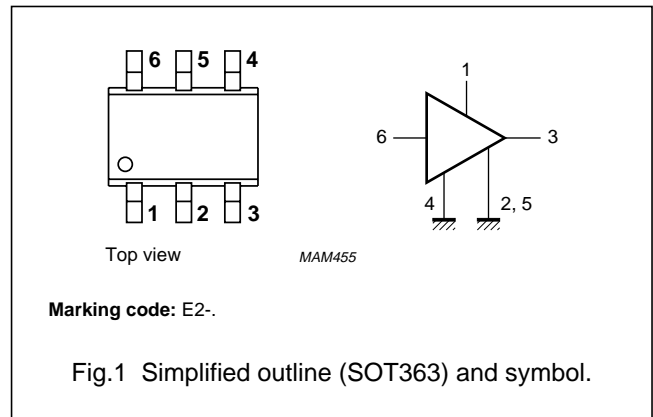 6 5 4
1 2 3
Top view
1
6
3
4
2, 5
MAM455
Marking code: E2-.
Fig.1 Simplified outline (SOT363) and symbol.